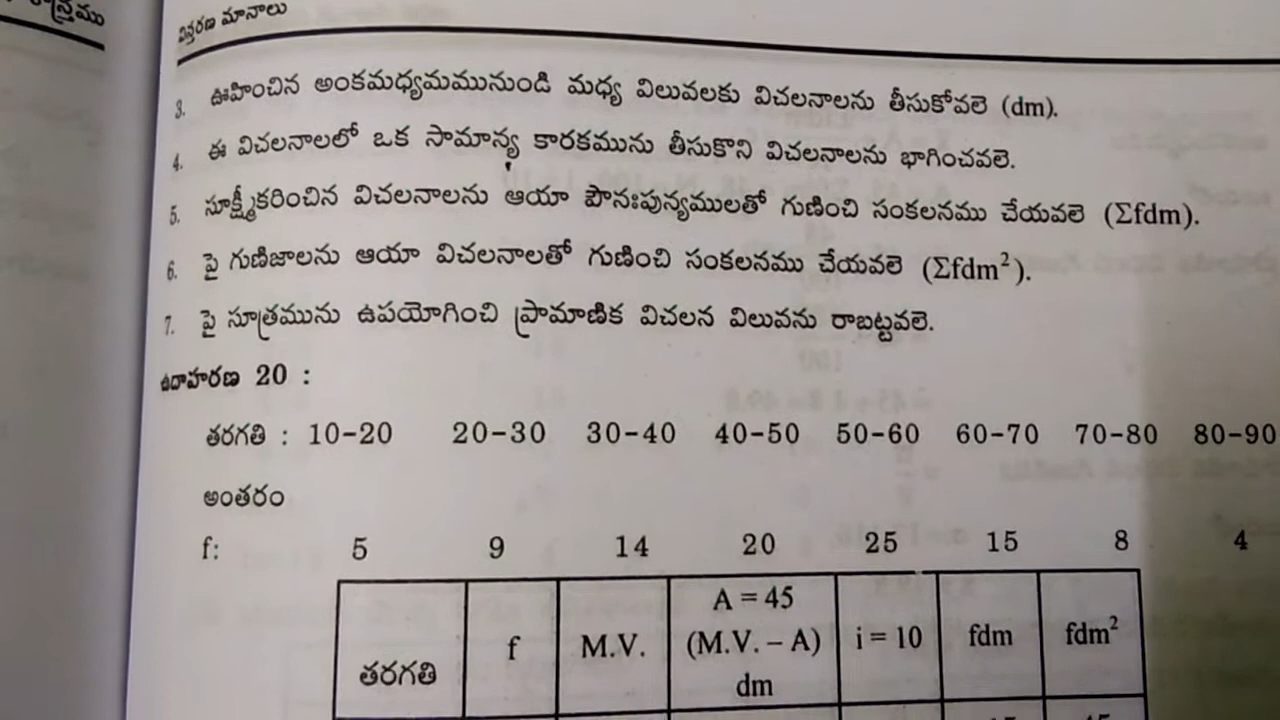 విస్తరణ మానాలు
3. ఊహించిన అంకమధ్యమమునుండి మధ్య విలువలకు విచలనాలను తీసుకోవలె (dm).
4. ఈ విచలనాలలో ఒక సామాన్య కారకమును తీసుకొని విచలనాలను భాగించవలె.
5. సూక్ష్మీకరించిన విచలనాలను ఆయా పౌనఃపున్యములతో గుణించి సంకలనము చేయవలె (Σfdm).
6. పై గుణిజాలను ఆయా విచలనాలతో గుణించి సంకలనము చేయవలె (Σfdm²).
7. పై సూత్రమును ఉపయోగించి ప్రామాణిక విచలన విలువను రాబట్టవలె.
ఉదాహరణ 20 :
తరగతి : 10-20 20-30 30-40 40-50 50-60 60-70 70-80 80-90
అంతరం
f: 5 9 14 20 25 15 8 4
A = 45
f M.V. (M.V. – A) i = 10 fdm fdm²
తరగతి dm